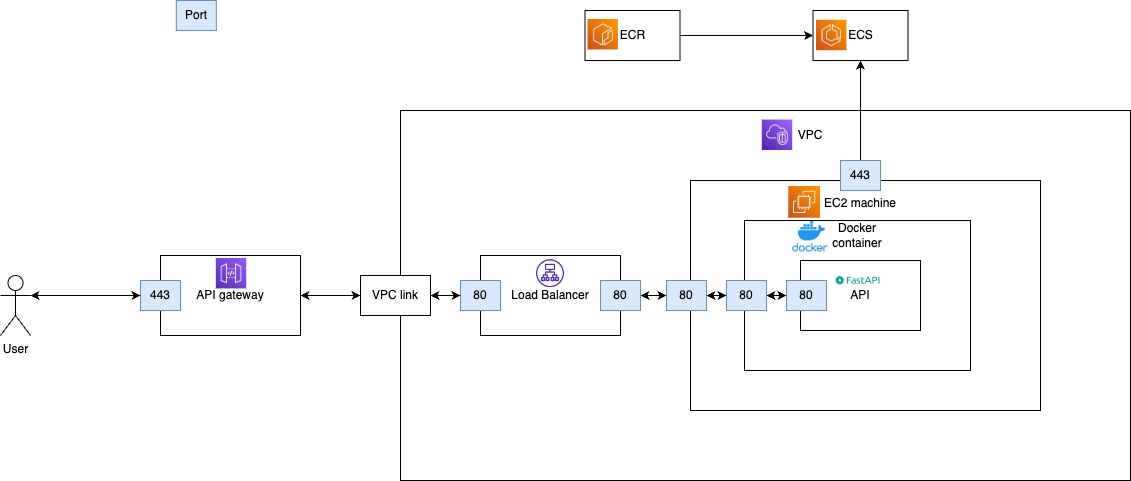 Port
ECR
ECS
VPC
443
EC2 machine
Docker
container
docker
FastAPI
API
443
API gateway
VPC link
80
Load Balancer
80
80
80
80
User